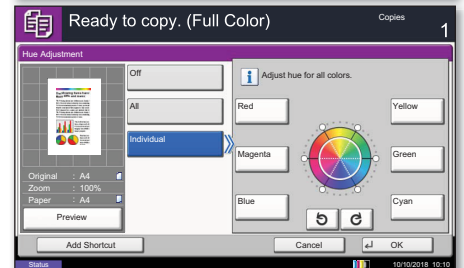 Ready to copy. (Full Color)
Copies
1
Hue Adjustment
Off
All
Individual
Original : A4
Zoom : 100%
Paper : A4
Preview
i Adjust hue for all colors.
Red
Yellow
Magenta
Green
Blue
Cyan
Add Shortcut
Cancel
OK
Status
10/10/2018 10:10